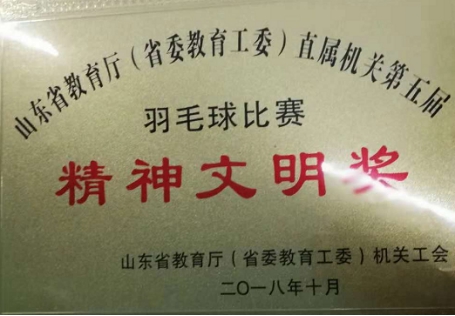 山东省教育厅（省委教育工委）直属机关第五届
羽毛球比赛
精神文明奖
山东省教育厅（省委教育工委）机关工会
二〇一八年十月